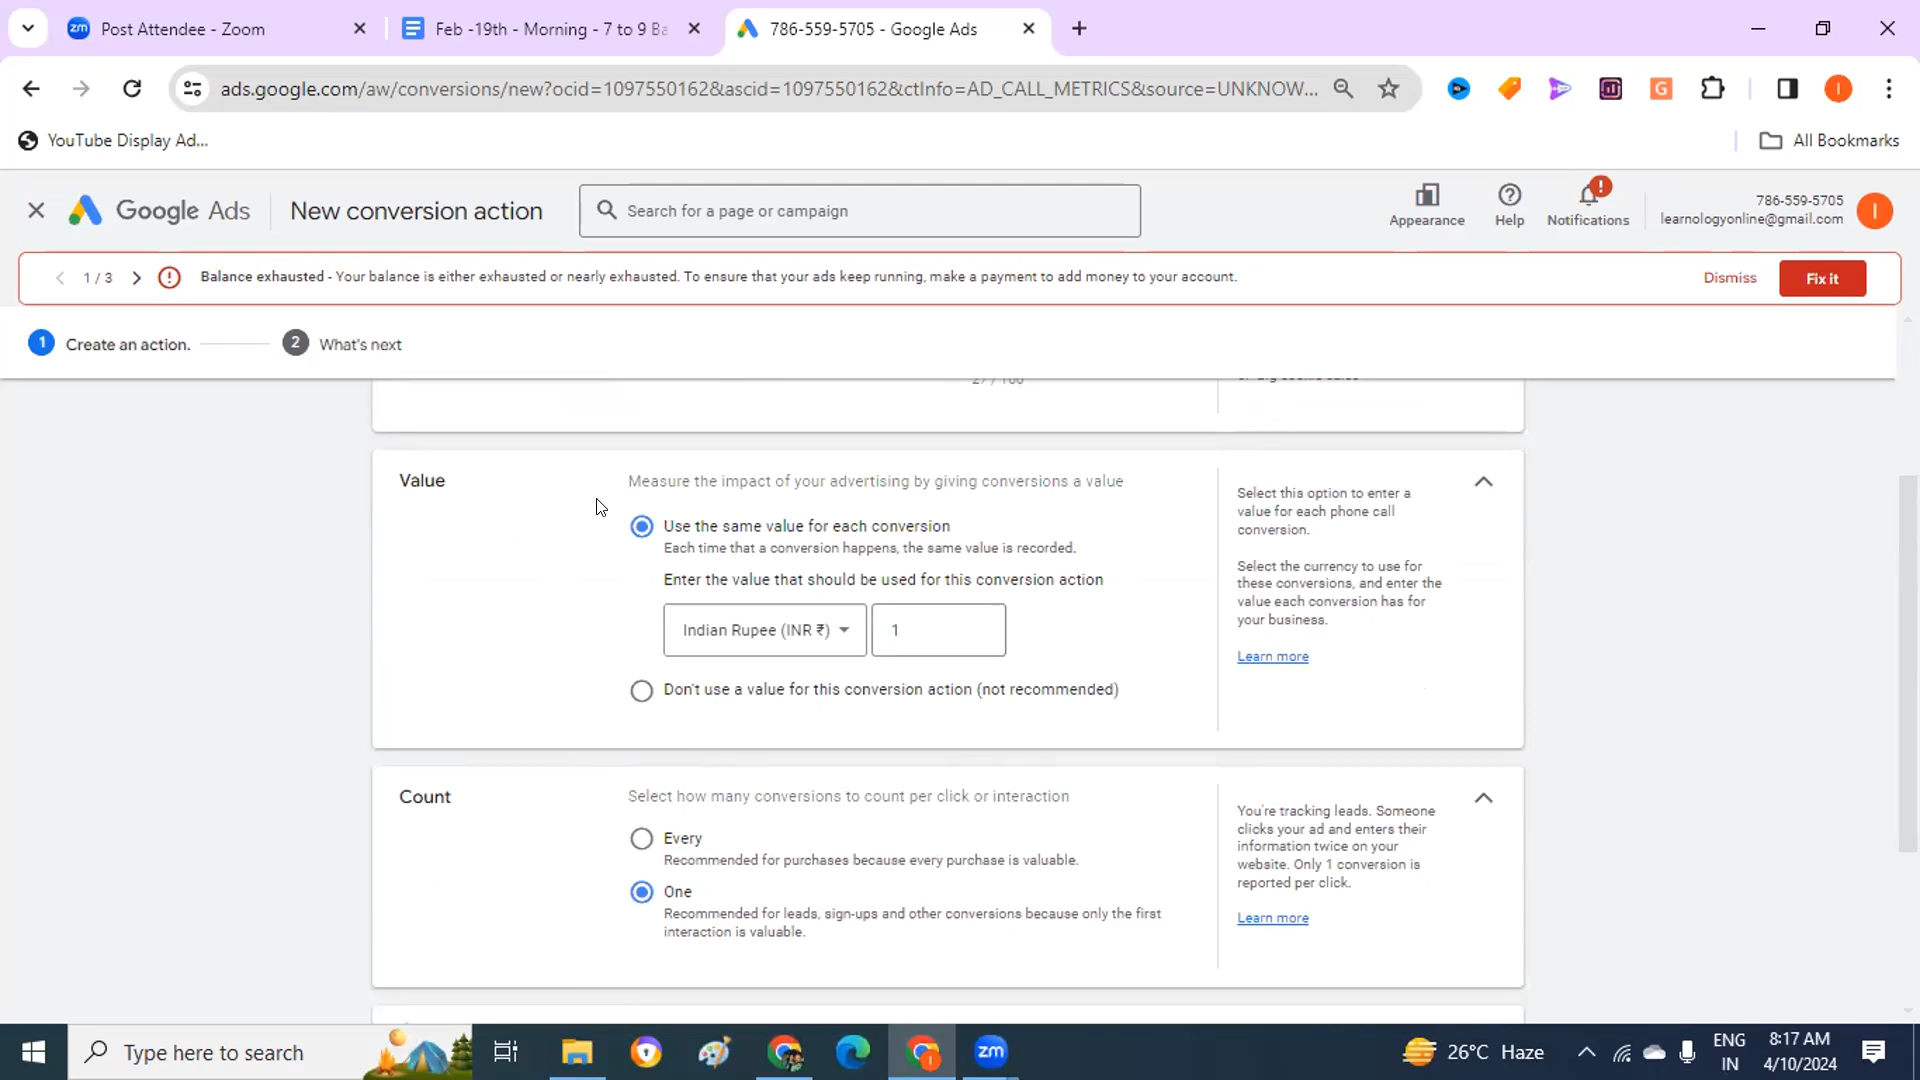 Post Attendee - Zoom
Feb -19th - Morning - 7 to 9 Ba
786-559-5705 - Google Ads
ads.google.com/aw/conversions/new?ocid=1097550162&ascid=1097550162&ctInfo=AD_CALL_METRICS&source=UNKNOW...
YouTube Display Ad...
All Bookmarks
Google Ads
New conversion action
Search for a page or campaign
Appearance
Help
Notifications
786-559-5705
learnologyonline@gmail.com
I
1 / 3
Balance exhausted - Your balance is either exhausted or nearly exhausted. To ensure that your ads keep running, make a payment to add money to your account.
Dismiss
Fix it
1 Create an action.
2 What's next
Value
Measure the impact of your advertising by giving conversions a value
Use the same value for each conversion
Each time that a conversion happens, the same value is recorded.
Enter the value that should be used for this conversion action
Indian Rupee (INR ₹)
1
Don't use a value for this conversion action (not recommended)
Select this option to enter a
value for each phone call
conversion.
Select the currency to use for
these conversions, and enter the
value each conversion has for
your business.
Learn more
Count
Select how many conversions to count per click or interaction
Every
Recommended for purchases because every purchase is valuable.
One
Recommended for leads, sign-ups and other conversions because only the first
interaction is valuable.
You're tracking leads. Someone
clicks your ad and enters their
information twice on your
website. Only 1 conversion is
reported per click.
Learn more
Type here to search
zm
26°C Haze
ENG
IN
8:17 AM
4/10/2024